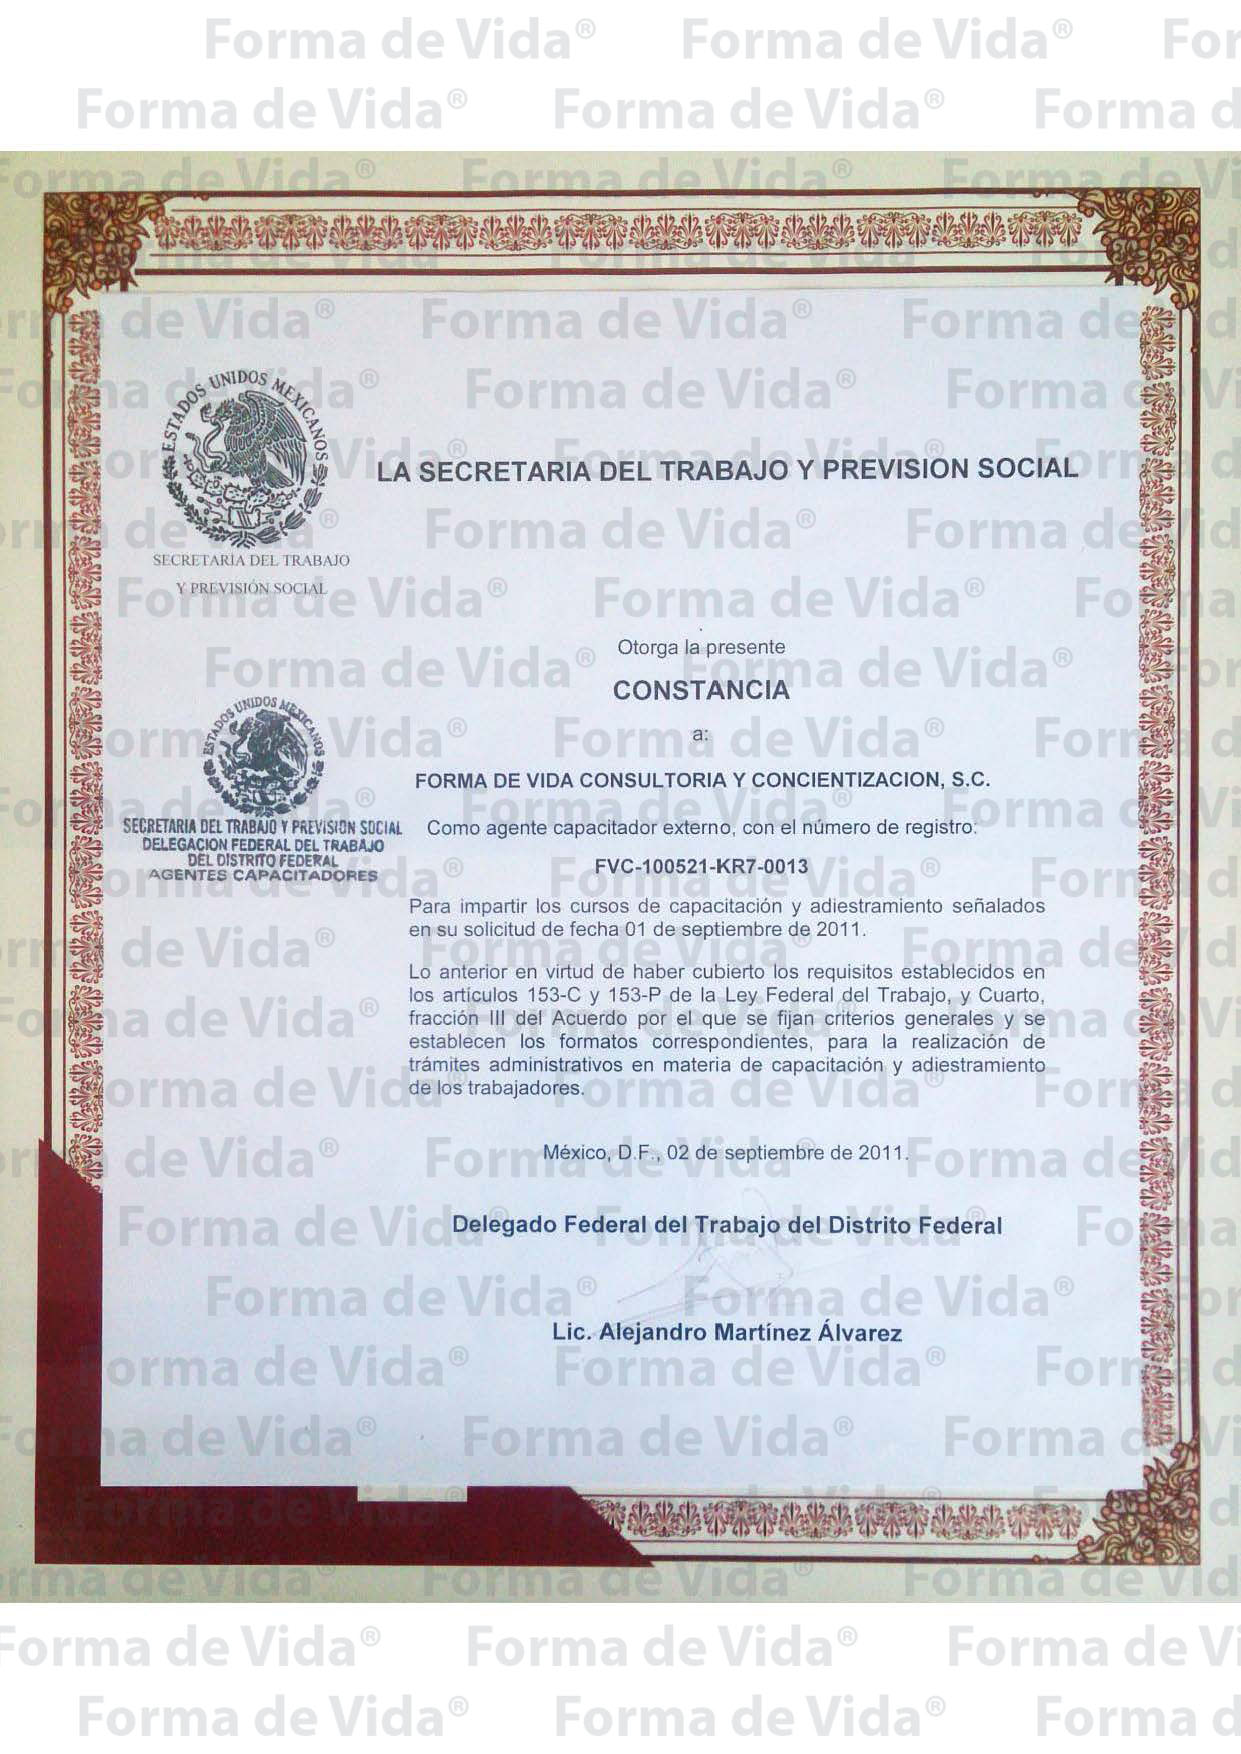 ESTADOS UNIDOS MEXICANOS
LA SECRETARIA DEL TRABAJO Y PREVISION SOCIAL
SECRETARÍA DEL TRABAJO
Y PREVISIÓN SOCIAL
Otorga la presente
CONSTANCIA
a:
FORMA DE VIDA CONSULTORIA Y CONCIENTIZACION, S.C.
Como agente capacitador externo, con el número de registro:
FVC-100521-KR7-0013
ESTADOS UNIDOS MEXICANOS
SECRETARIA DEL TRABAJO Y PREVISION SOCIAL
DELEGACION FEDERAL DEL TRABAJO
DEL DISTRITO FEDERAL
AGENTES CAPACITADORES
Para impartir los cursos de capacitación y adiestramiento señalados
en su solicitud de fecha 01 de septiembre de 2011.
Lo anterior en virtud de haber cubierto los requisitos establecidos en
los artículos 153-C y 153-P de la Ley Federal del Trabajo, y Cuarto,
fracción III del Acuerdo por el que se fijan criterios generales y se
establecen los formatos correspondientes, para la realización de
trámites administrativos en materia de capacitación y adiestramiento
de los trabajadores.
México, D.F., 02 de septiembre de 2011.
Delegado Federal del Trabajo del Distrito Federal
Lic. Alejandro Martínez Álvarez
Forma de Vida®